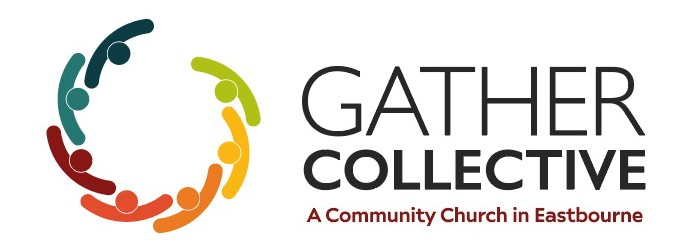 GATHER
COLLECTIVE
A Community Church in Eastbourne